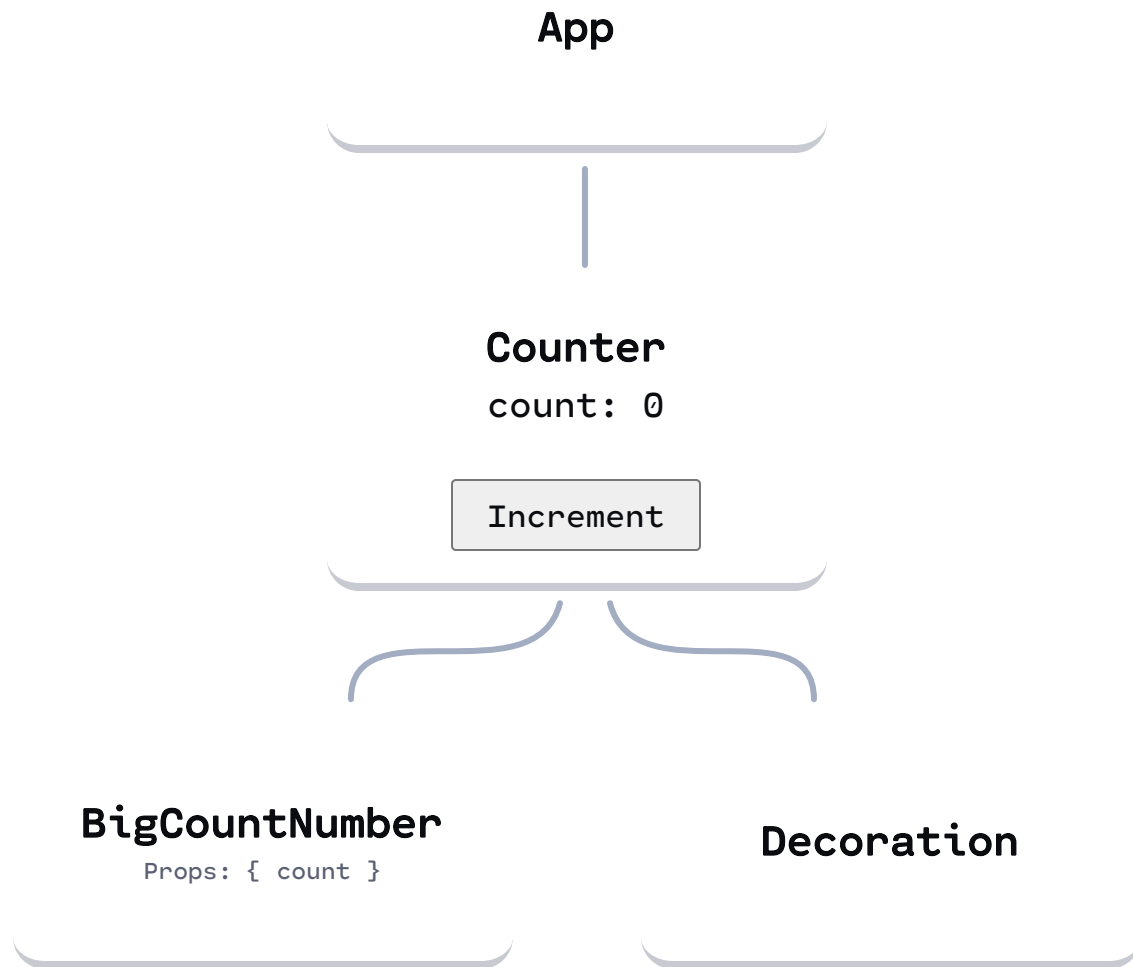 App
Counter
count: 0
Increment
BigCountNumber
Props: { count }
Decoration